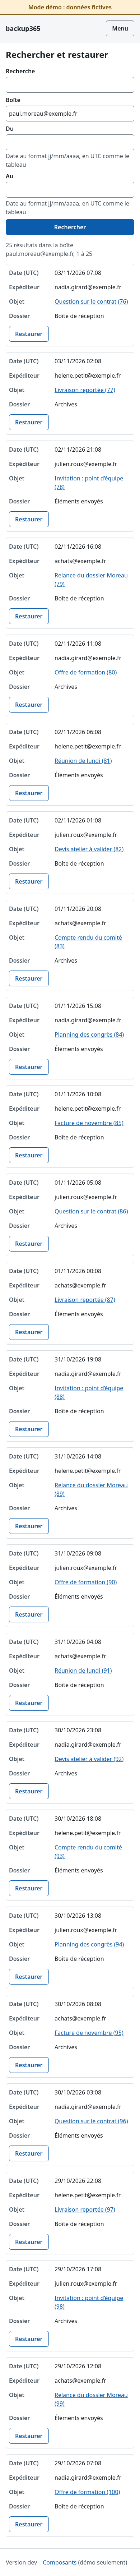 Mode démo : données fictives
backup365
Menu
Rechercher et restaurer
Recherche
Boîte
paul.moreau@exemple.fr
Du
Date au format jj/mm/aaaa, en UTC comme le
tableau
Au
Date au format jj/mm/aaaa, en UTC comme le
tableau
Rechercher
25 résultats dans la boîte
paul.moreau@exemple.fr, 1 à 25
Date (UTC) 03/11/2026 07:08
Expéditeur nadia.girard@exemple.fr
Objet Question sur le contrat (76)
Dossier Boîte de réception
Restaurer
Date (UTC) 03/11/2026 02:08
Expéditeur helene.petit@exemple.fr
Objet Livraison reportée (77)
Dossier Archives
Restaurer
Date (UTC) 02/11/2026 21:08
Expéditeur julien.roux@exemple.fr
Objet Invitation : point d'équipe
(78)
Dossier Éléments envoyés
Restaurer
Date (UTC) 02/11/2026 16:08
Expéditeur achats@exemple.fr
Objet Relance du dossier Moreau
(79)
Dossier Boîte de réception
Restaurer
Date (UTC) 02/11/2026 11:08
Expéditeur nadia.girard@exemple.fr
Objet Offre de formation (80)
Dossier Archives
Restaurer
Date (UTC) 02/11/2026 06:08
Expéditeur helene.petit@exemple.fr
Objet Réunion de lundi (81)
Dossier Éléments envoyés
Restaurer
Date (UTC) 02/11/2026 01:08
Expéditeur julien.roux@exemple.fr
Objet Devis atelier à valider (82)
Dossier Boîte de réception
Restaurer
Date (UTC) 01/11/2026 20:08
Expéditeur achats@exemple.fr
Objet Compte rendu du comité
(83)
Dossier Archives
Restaurer
Date (UTC) 01/11/2026 15:08
Expéditeur nadia.girard@exemple.fr
Objet Planning des congrès (84)
Dossier Éléments envoyés
Restaurer
Date (UTC) 01/11/2026 10:08
Expéditeur helene.petit@exemple.fr
Objet Facture de novembre (85)
Dossier Boîte de réception
Restaurer
Date (UTC) 01/11/2026 05:08
Expéditeur julien.roux@exemple.fr
Objet Question sur le contrat (86)
Dossier Archives
Restaurer
Date (UTC) 01/11/2026 00:08
Expéditeur achats@exemple.fr
Objet Livraison reportée (87)
Dossier Éléments envoyés
Restaurer
Date (UTC) 31/10/2026 19:08
Expéditeur nadia.girard@exemple.fr
Objet Invitation : point d'équipe
(88)
Dossier Boîte de réception
Restaurer
Date (UTC) 31/10/2026 14:08
Expéditeur helene.petit@exemple.fr
Objet Relance du dossier Moreau
(89)
Dossier Archives
Restaurer
Date (UTC) 31/10/2026 09:08
Expéditeur julien.roux@exemple.fr
Objet Offre de formation (90)
Dossier Éléments envoyés
Restaurer
Date (UTC) 31/10/2026 04:08
Expéditeur achats@exemple.fr
Objet Réunion de lundi (91)
Dossier Boîte de réception
Restaurer
Date (UTC) 30/10/2026 23:08
Expéditeur nadia.girard@exemple.fr
Objet Devis atelier à valider (92)
Dossier Archives
Restaurer
Date (UTC) 30/10/2026 18:08
Expéditeur helene.petit@exemple.fr
Objet Compte rendu du comité
(93)
Dossier Éléments envoyés
Restaurer
Date (UTC) 30/10/2026 13:08
Expéditeur julien.roux@exemple.fr
Objet Planning des congrès (94)
Dossier Boîte de réception
Restaurer
Date (UTC) 30/10/2026 08:08
Expéditeur achats@exemple.fr
Objet Facture de novembre (95)
Dossier Archives
Restaurer
Date (UTC) 30/10/2026 03:08
Expéditeur nadia.girard@exemple.fr
Objet Question sur le contrat (96)
Dossier Éléments envoyés
Restaurer
Date (UTC) 29/10/2026 22:08
Expéditeur helene.petit@exemple.fr
Objet Livraison reportée (97)
Dossier Boîte de réception
Restaurer
Date (UTC) 29/10/2026 17:08
Expéditeur julien.roux@exemple.fr
Objet Invitation : point d'équipe
(98)
Dossier Archives
Restaurer
Date (UTC) 29/10/2026 12:08
Expéditeur achats@exemple.fr
Objet Relance du dossier Moreau
(99)
Dossier Éléments envoyés
Restaurer
Date (UTC) 29/10/2026 07:08
Expéditeur nadia.girard@exemple.fr
Objet Offre de formation (100)
Dossier Boîte de réception
Restaurer
Version dev Composants (démo seulement)